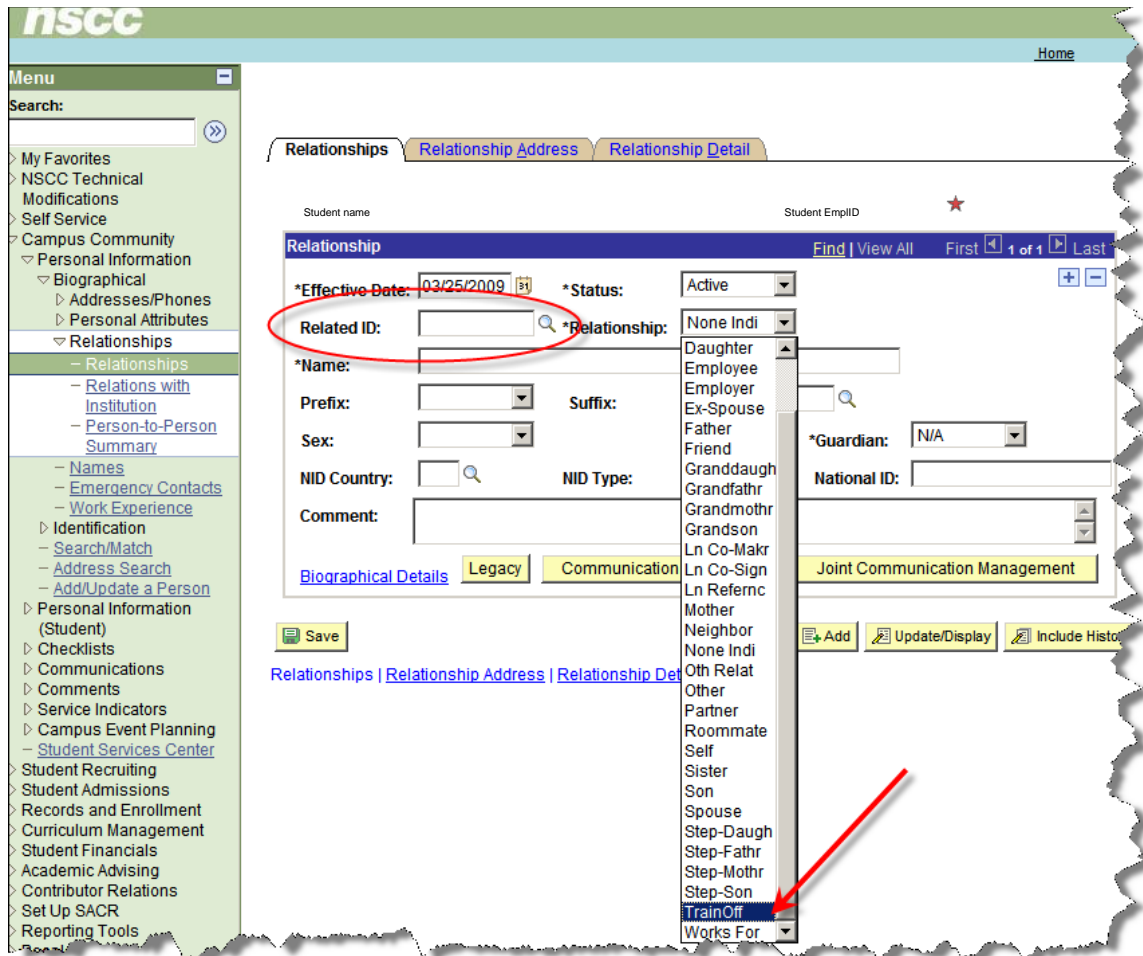 nscc
Home
Menu
Search:
My Favorites
NSCC Technical
Modifications
Self Service
Campus Community
Personal Information
Biographical
Addresses/Phones
Personal Attributes
Relationships
– Relationships
– Relations with
Institution
– Person-to-Person
Summary
– Names
– Emergency Contacts
– Work Experience
Identification
– Search/Match
– Address Search
– Add/Update a Person
Personal Information
(Student)
Checklists
Communications
Comments
Service Indicators
Campus Event Planning
– Student Services Center
Student Recruiting
Student Admissions
Records and Enrollment
Curriculum Management
Student Financials
Academic Advising
Contributor Relations
Set Up SACR
Reporting Tools
Relationships Relationship Address Relationship Detail
Student name Student EmplID
Relationship Find | View All First 1 of 1 Last
*Effective Date: 03/25/2009 31 *Status: Active
Related ID: *Relationship: None Indi
*Name:
Prefix: Suffix:
Sex: *Guardian: N/A
NID Country: NID Type: National ID:
Comment:
Biographical Details Legacy Communication Joint Communication Management
Save Add Update/Display Include Histo
Relationships | Relationship Address | Relationship Det
Daughter
Employee
Employer
Ex-Spouse
Father
Friend
Granddaugh
Grandfathr
Grandmothr
Grandson
Ln Co-Makr
Ln Co-Sign
Ln Refernc
Mother
Neighbor
None Indi
Oth Relat
Other
Partner
Roommate
Self
Sister
Son
Spouse
Step-Daugh
Step-Fathr
Step-Mothr
Step-Son
TrainOff
Works For